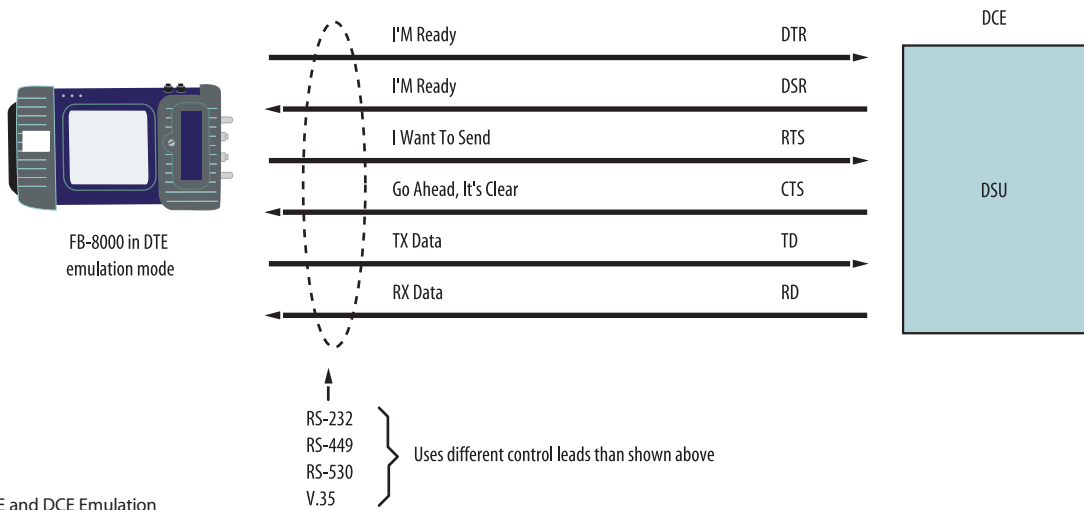 DCE
I'M Ready DTR
I'M Ready DSR
I Want To Send RTS
Go Ahead, It's Clear CTS
DSU
FB-8000 in DTE
emulation mode
TX Data TD
RX Data RD
RS-232
RS-449
RS-530
V.35
Uses different control leads than shown above
and DCE Emulation